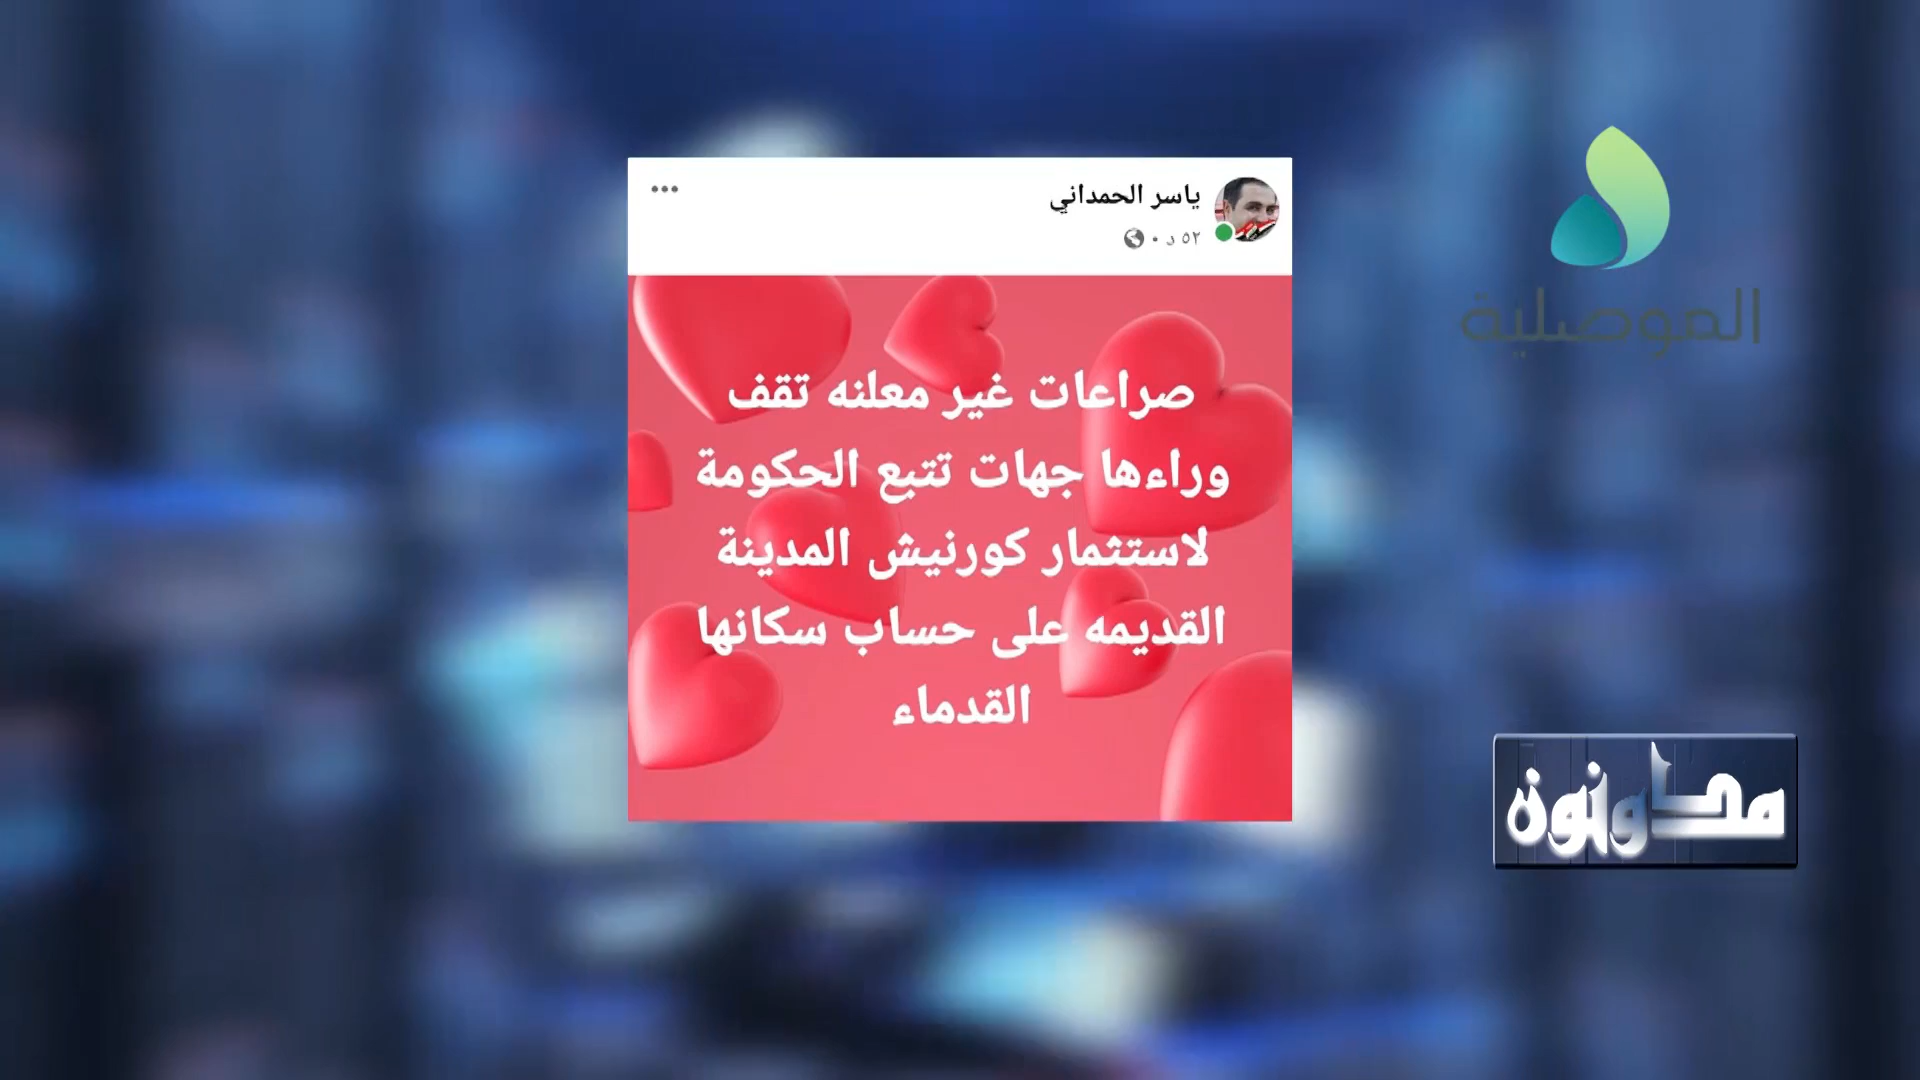 ياسر الحمداني
٥٢ د •
صراعات غير معلنه تقف
وراءها جهات تتبع الحكومة
لاستثمار كورنيش المدينة
القديمه على حساب سكانها
القدماء
الموصلية
معاونون